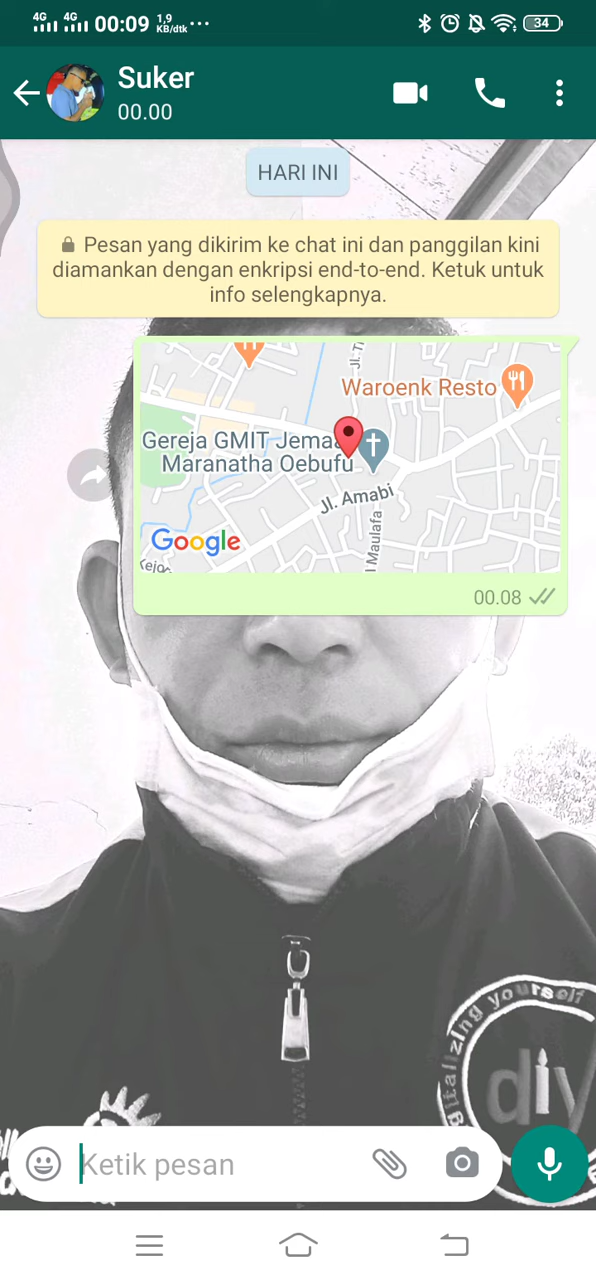 4G 4G 00:09 1,9 KB/dtk ... 34
Suker
00.00
HARI INI
Pesan yang dikirim ke chat ini dan panggilan kini
diamankan dengan enkripsi end-to-end. Ketuk untuk
info selengkapnya.
Waroenk Resto
Gereja GMIT Jemaa
Maranatha Oebufu
Jl. Amabi
l Maulafa
Google
00.08
gitalizing yourself
diy
Ketik pesan